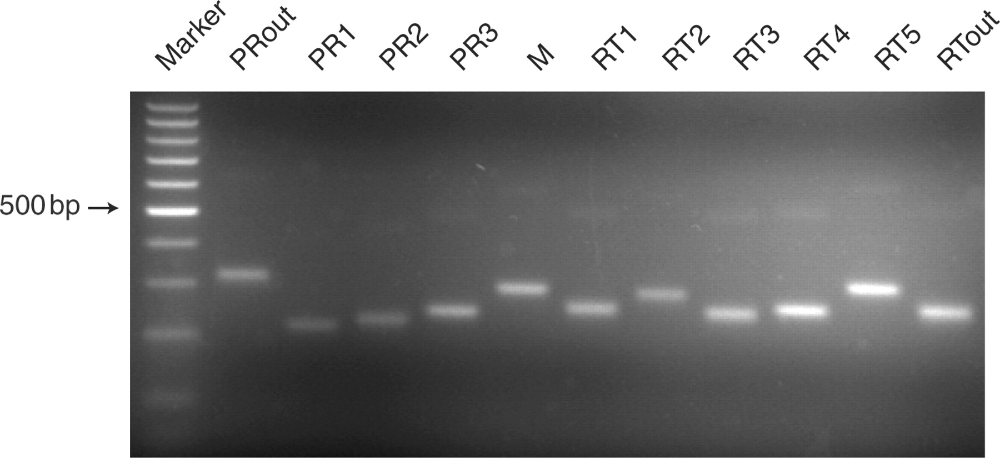 Marker PRout PR1 PR2 PR3 M RT1 RT2 RT3 RT4 RT5 RTout
500 bp →